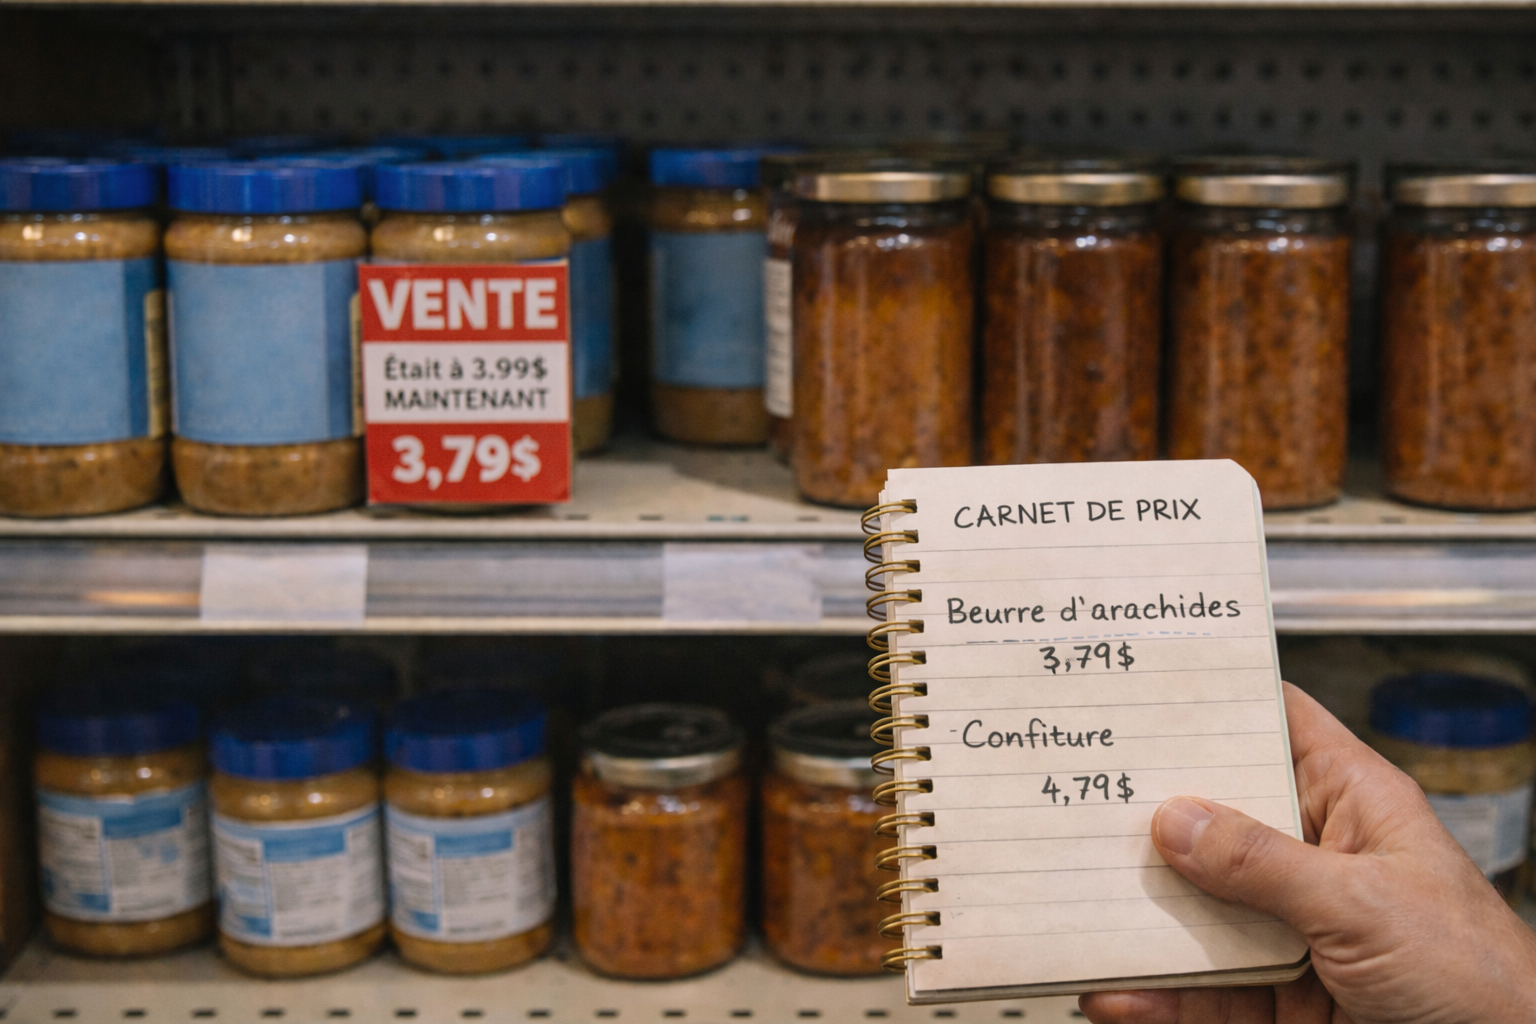 VENTE
Était à 3.99$
MAINTENANT
3,79$
CARNET DE PRIX
Beurre d'arachides
3,79$
-Confiture
4,79$